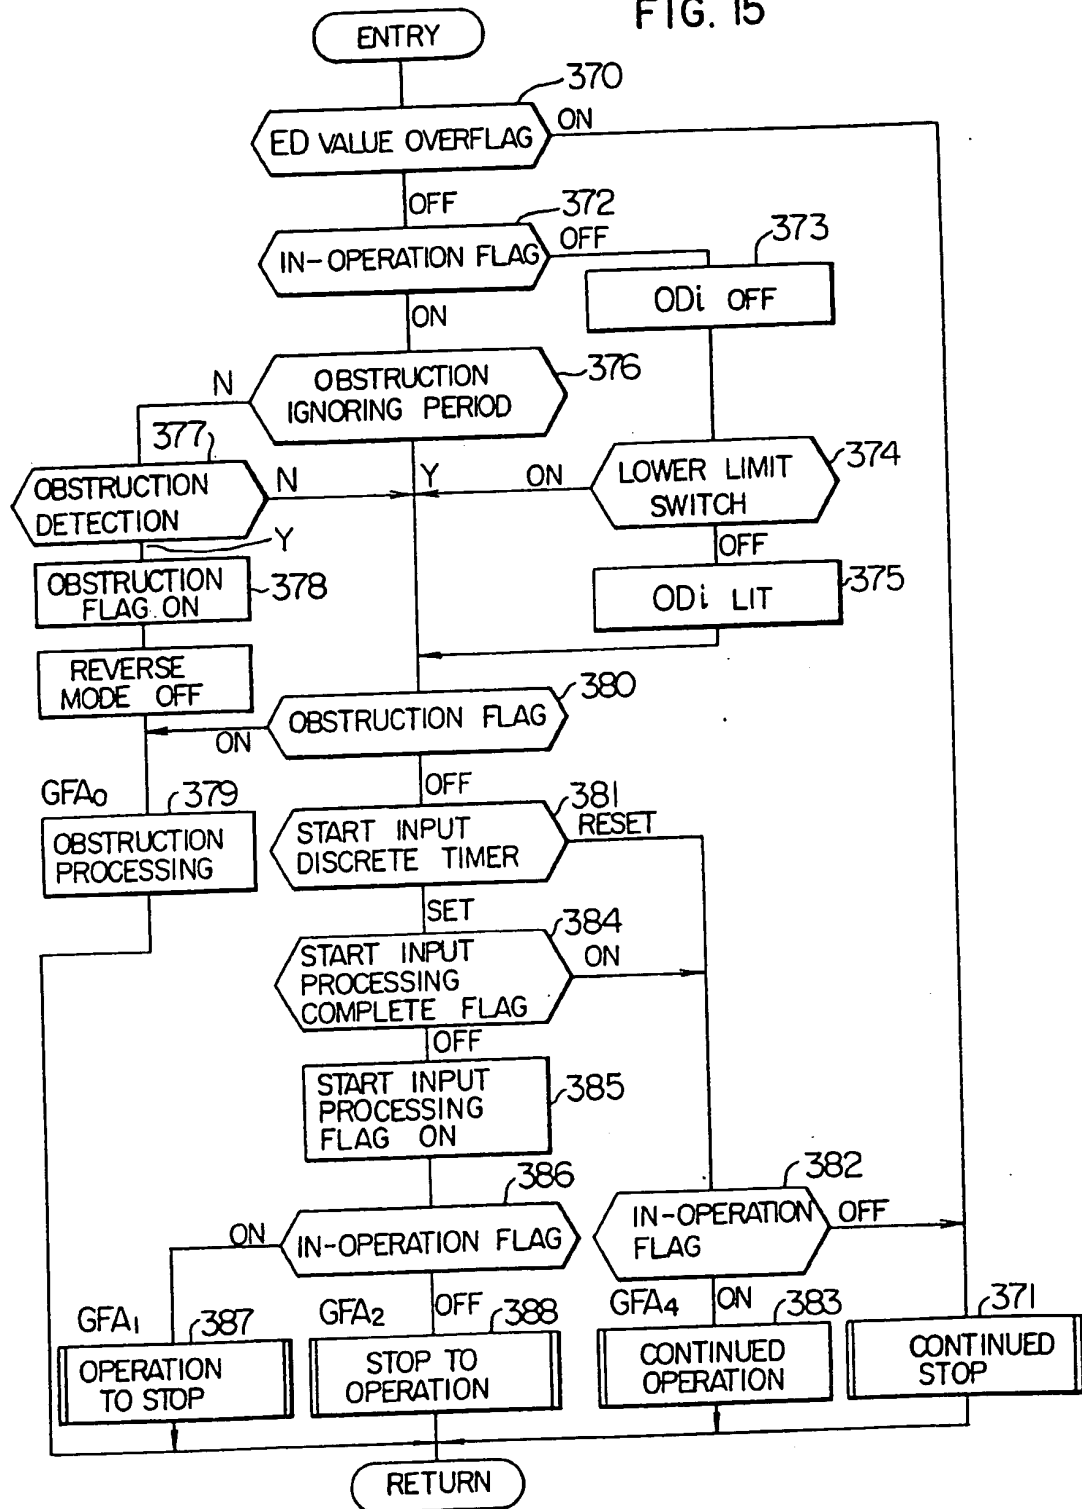 FIG. 15
ENTRY
370
ED VALUE OVERFLAG
ON
OFF
372
IN-OPERATION FLAG
OFF
373
ODi OFF
ON
376
OBSTRUCTION
IGNORING PERIOD
N
377
OBSTRUCTION
DETECTION
N
Y
ON
LOWER LIMIT
SWITCH
374
Y
OFF
OBSTRUCTION
FLAG ON
378
ODi LIT
375
REVERSE
MODE OFF
380
OBSTRUCTION FLAG
ON
OFF
GFA0
379
OBSTRUCTION
PROCESSING
381
START INPUT
DISCRETE TIMER
RESET
SET
384
START INPUT
PROCESSING
COMPLETE FLAG
ON
OFF
START INPUT
PROCESSING
FLAG ON
385
386
IN-OPERATION FLAG
ON
382
IN-OPERATION
FLAG
OFF
GFA1
387
OPERATION
TO STOP
GFA2
OFF
388
STOP TO
OPERATION
GFA4
ON
383
CONTINUED
OPERATION
371
CONTINUED
STOP
RETURN